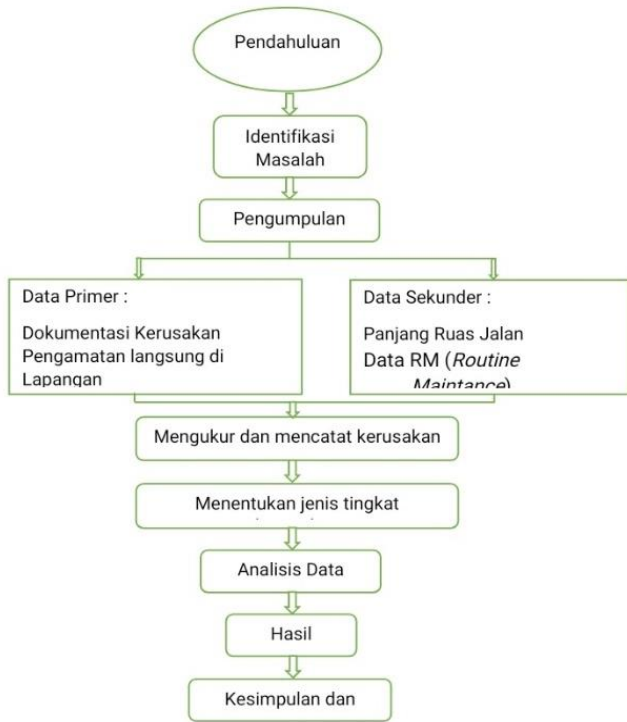 Pendahuluan
Identifikasi
Masalah
Pengumpulan
Data Primer :
Dokumentasi Kerusakan
Pengamatan langsung di
Lapangan
Data Sekunder :
Panjang Ruas Jalan
Data RM (Routine
Maintance)
Mengukur dan mencatat kerusakan
Menentukan jenis tingkat
Analisis Data
Hasil
Kesimpulan dan